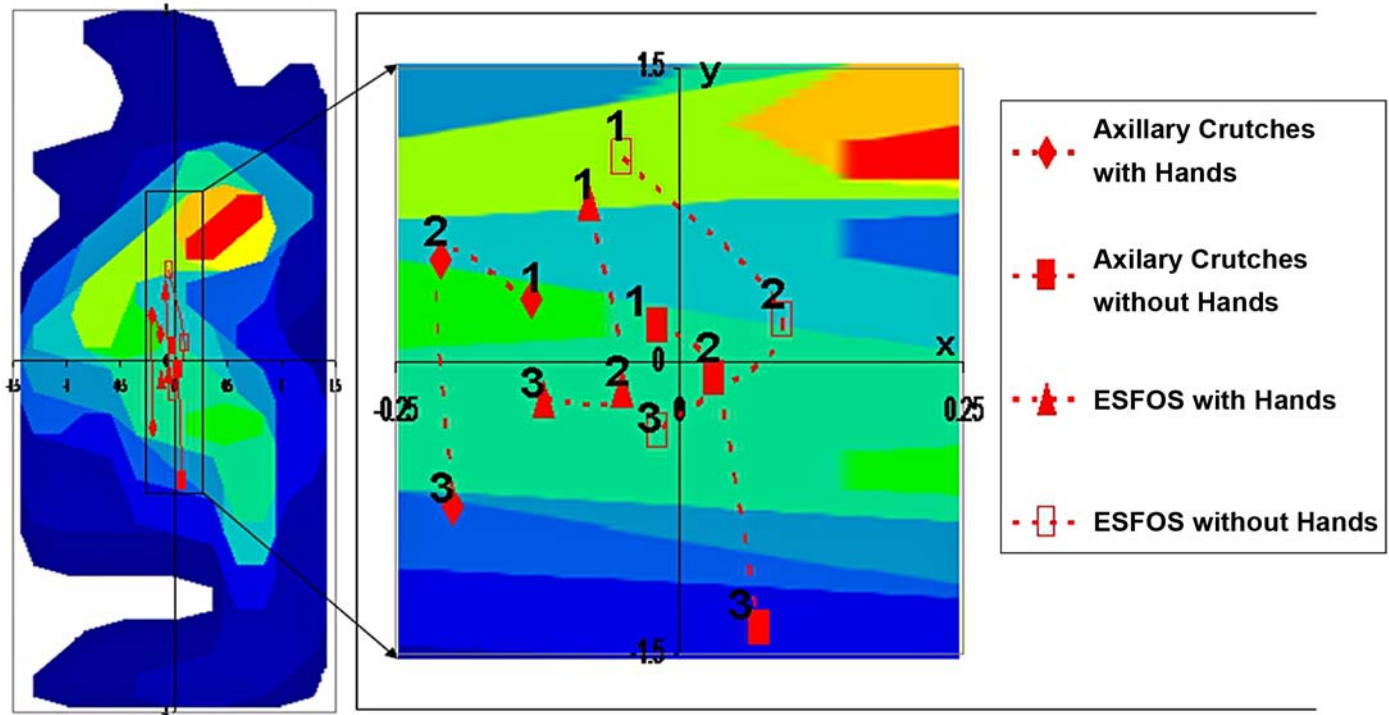 1.5
y
1
1
2
1
1
2
2
0
x
3
2
-0.25
3
0
0.25
3
3
-1.5
Axillary Crutches
with Hands
Axilary Crutches
without Hands
ESFOS with Hands
ESFOS without Hands